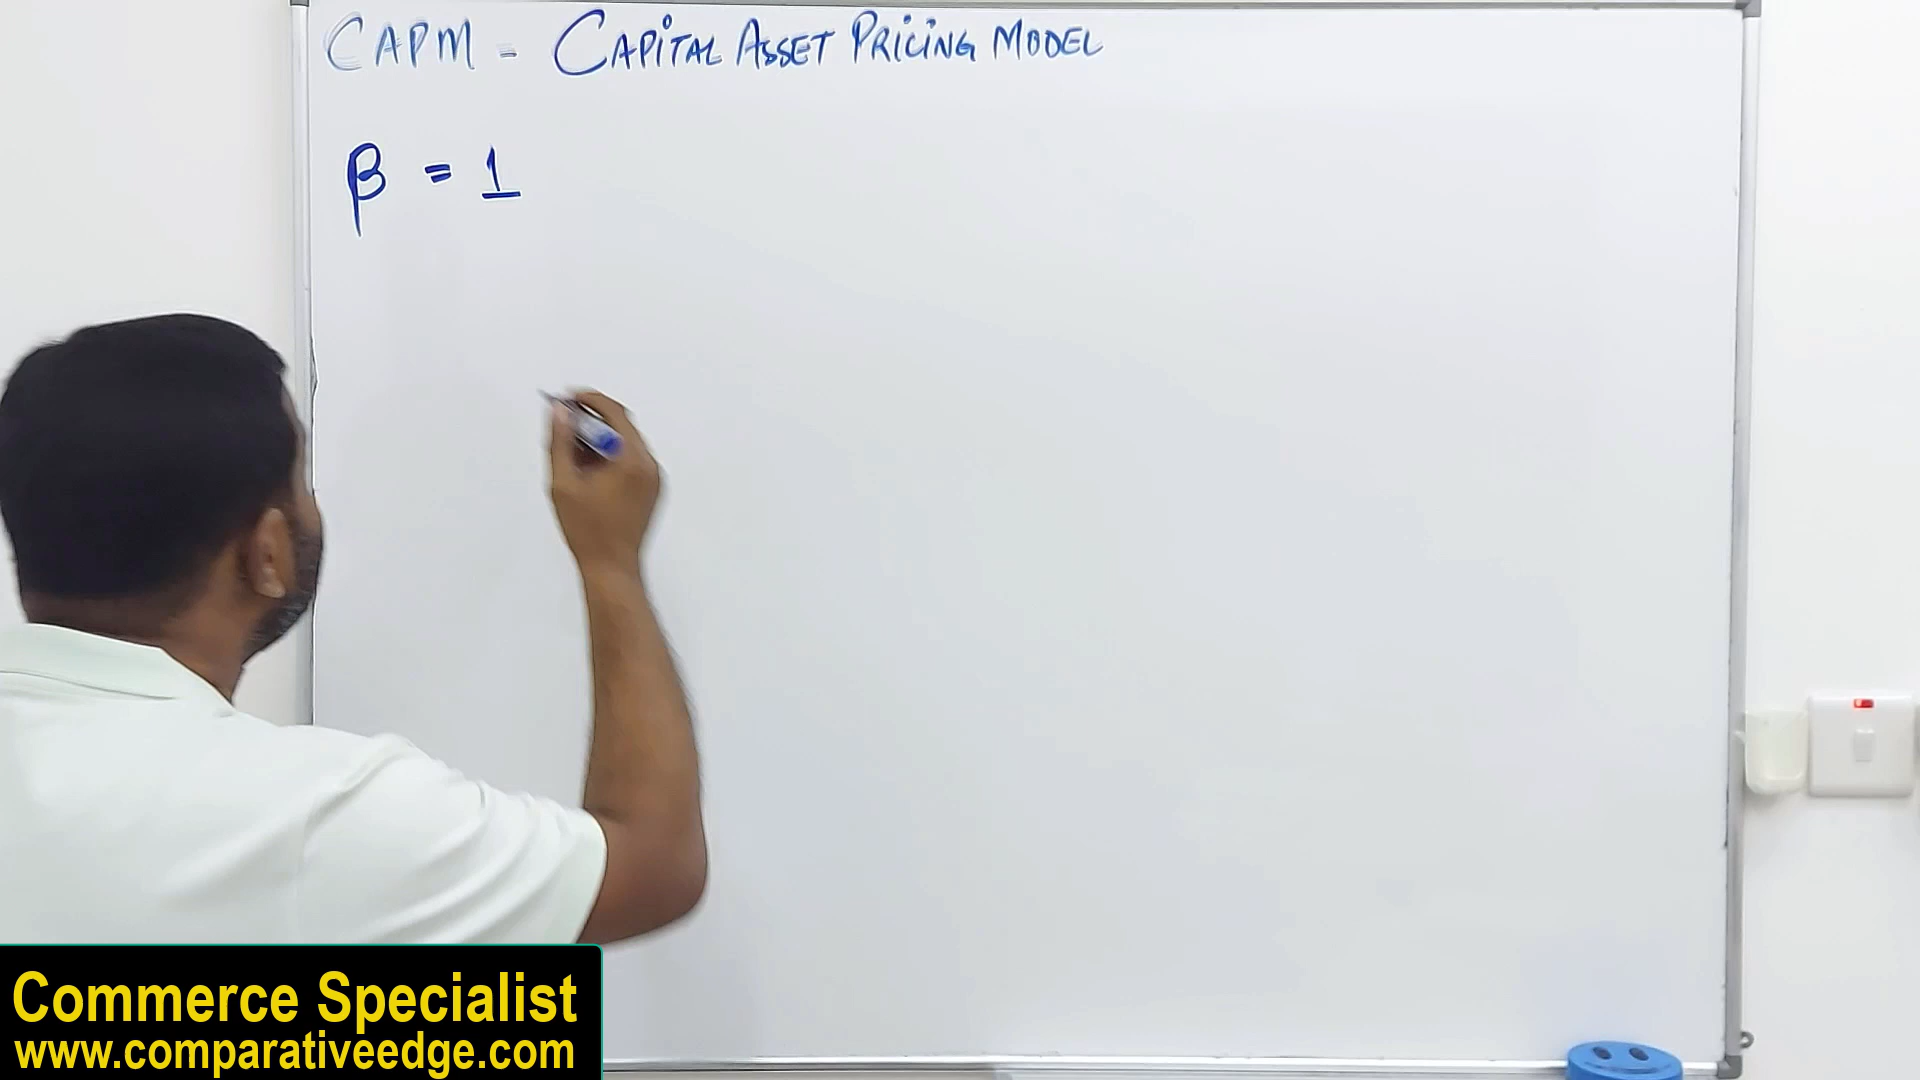 CAPM = CAPITAL ASSET PRICING MODEL
β = 1
Commerce Specialist
www.comparativeedge.com